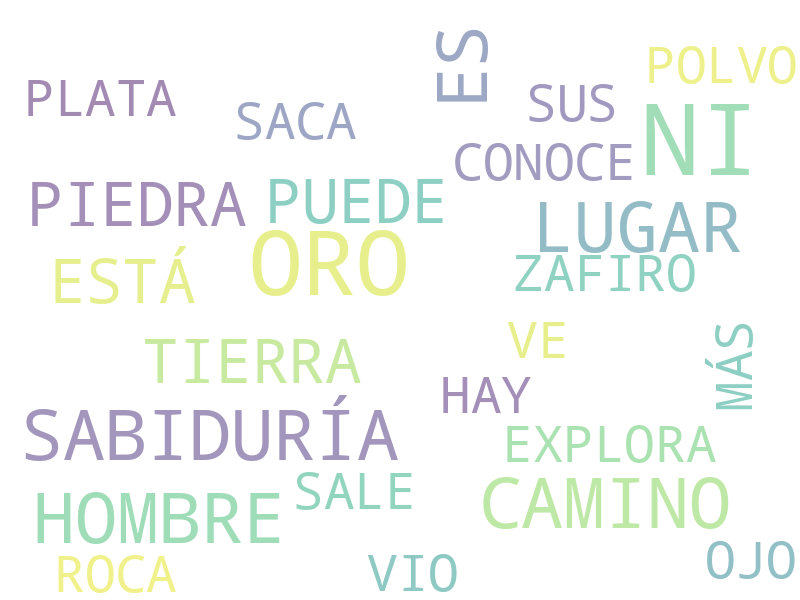 ES
POLVO
PLATA
SACA
SUS
NI
CONOCE
PIEDRA
PUEDE
LUGAR
ORO
ESTÁ
ZAFIRO
VE
MÁS
TIERRA
HAY
SABIDURÍA
EXPLORA
SALE
CAMINO
HOMBRE
ROCA
VIO
OJO